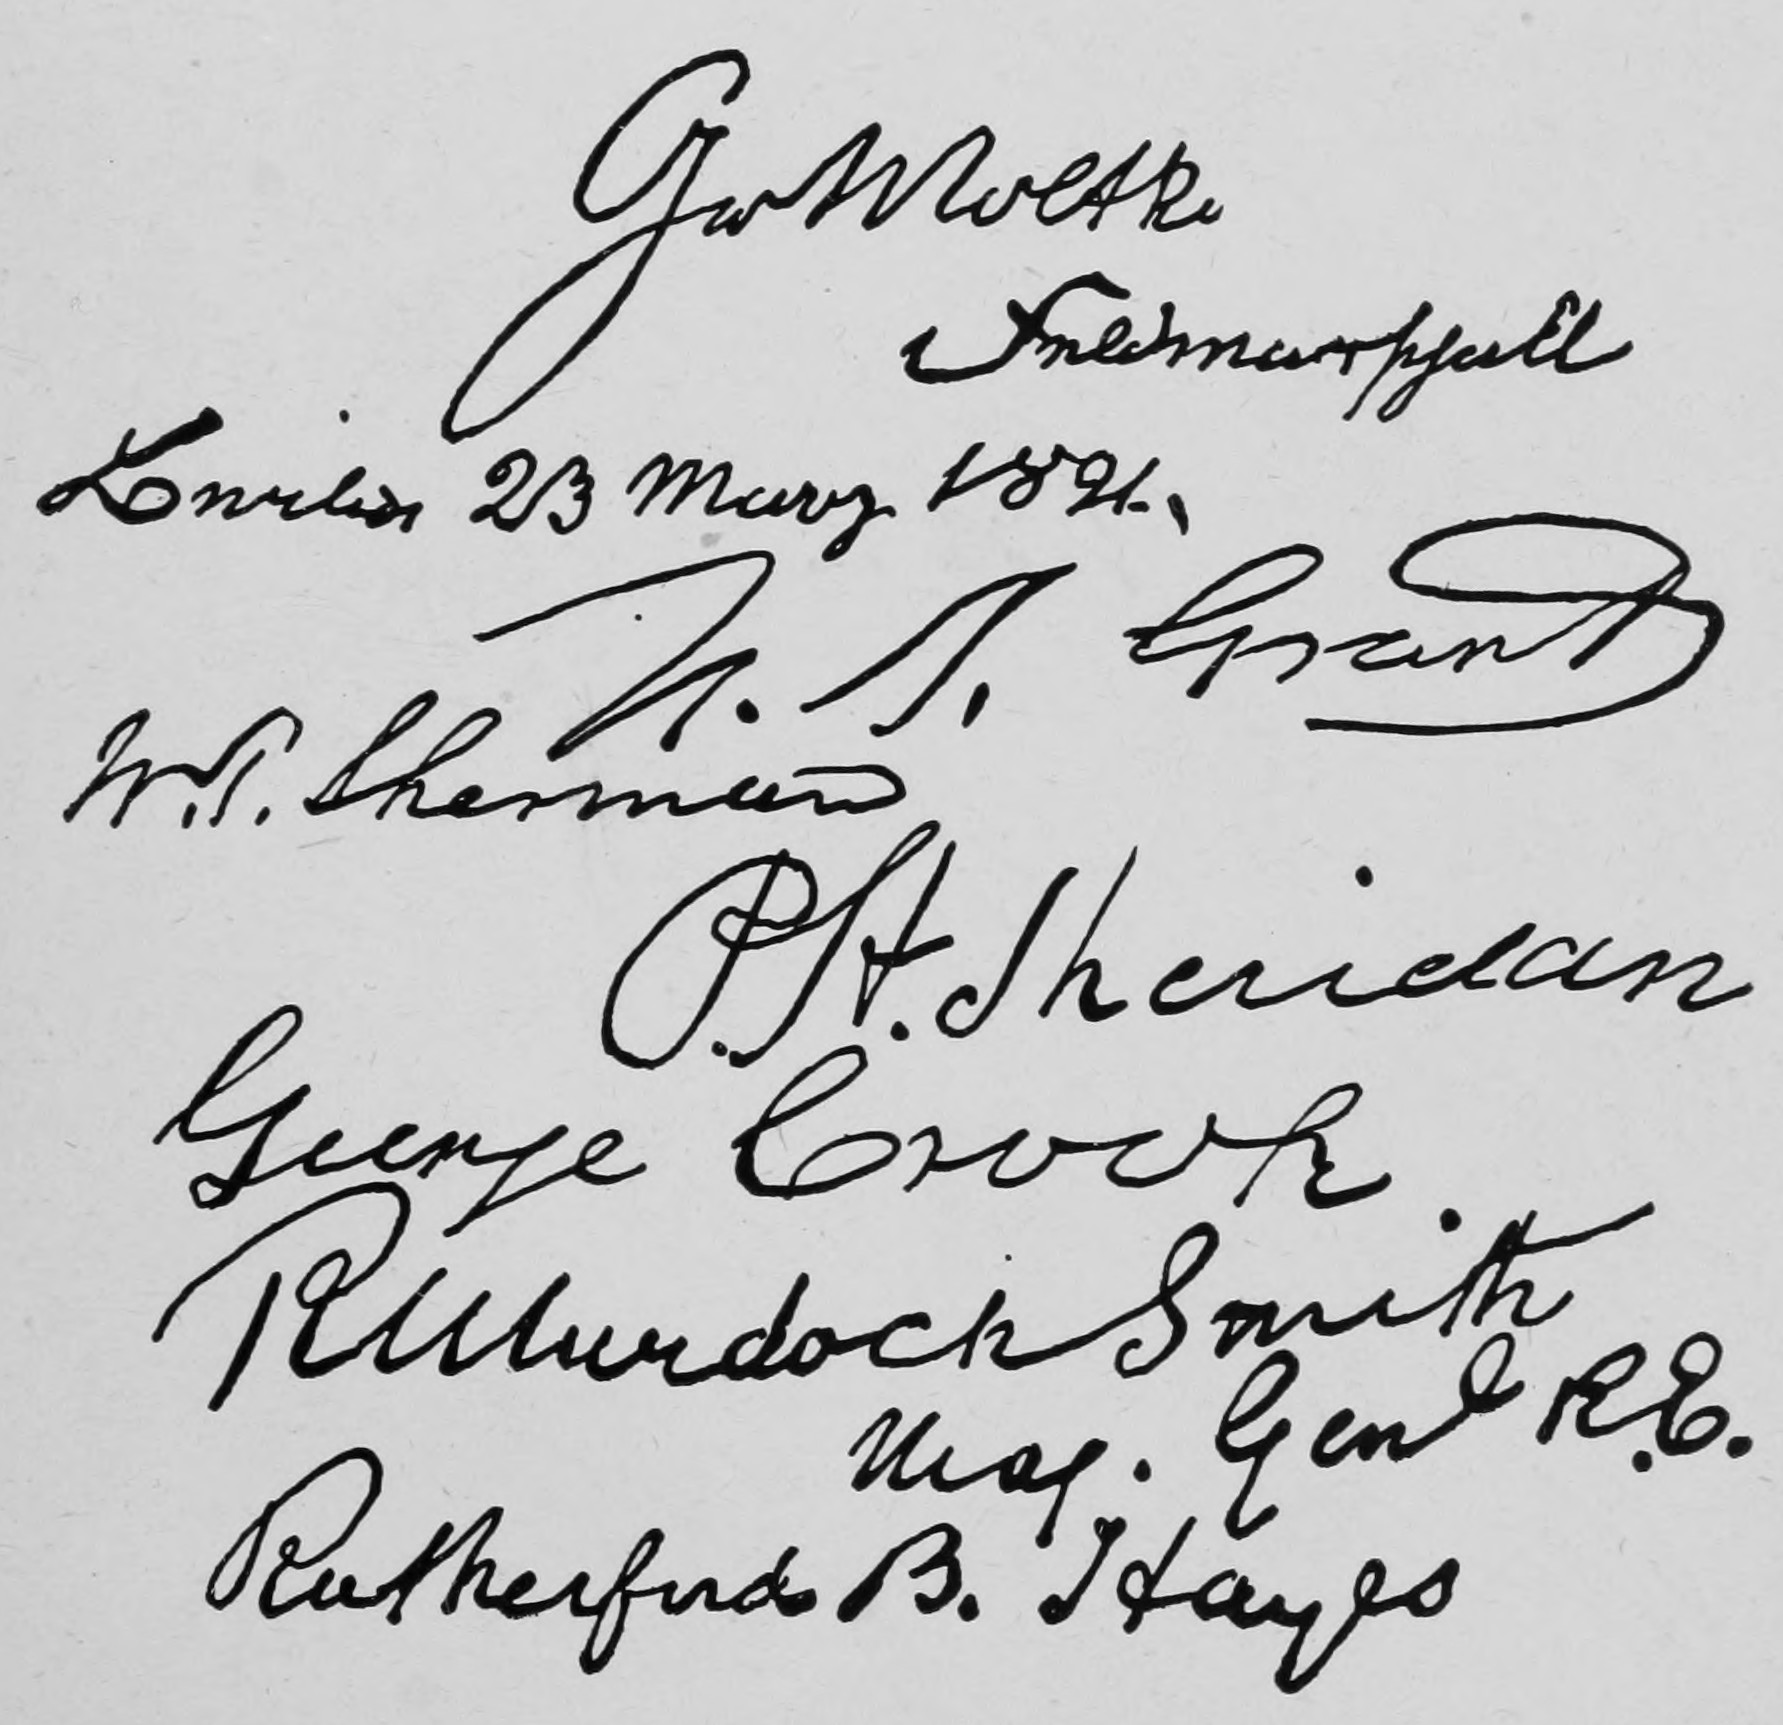 Gr Moltke
Feldmarschall
Berlin 23 März 1891.
U. S. Grant
W. T. Sherman
P. H. Sheridan
George Crook
R Murdoch Smith
Maj. Genl R.E.
Rutherford B. Hayes